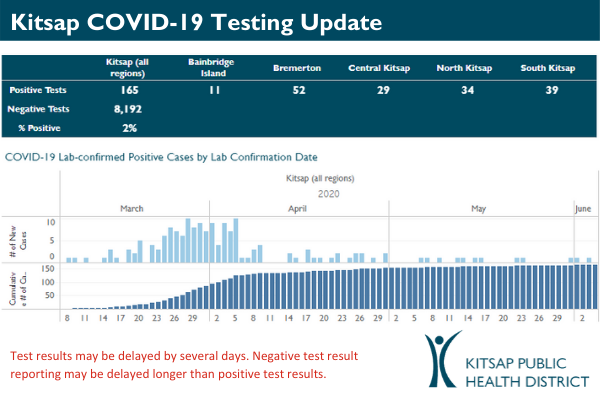 Kitsap COVID-19 Testing Update
Kitsap (all regions) Bainbridge Island Bremerton Central Kitsap North Kitsap South Kitsap
Positive Tests 165 11 52 29 34 39
Negative Tests 8,192
% Positive 2%
COVID-19 Lab-confirmed Positive Cases by Lab Confirmation Date
Kitsap (all regions)
2020
March April May June
# of New Cases
10
5
0
Cumulativ e # of Ca..
150
100
50
8 11 14 17 20 23 26 29 2 5 8 11 14 17 20 23 26 29 2 5 8 11 14 17 20 23 26 29 2
Test results may be delayed by several days. Negative test result
reporting may be delayed longer than positive test results.
KITSAP PUBLIC
HEALTH DISTRICT